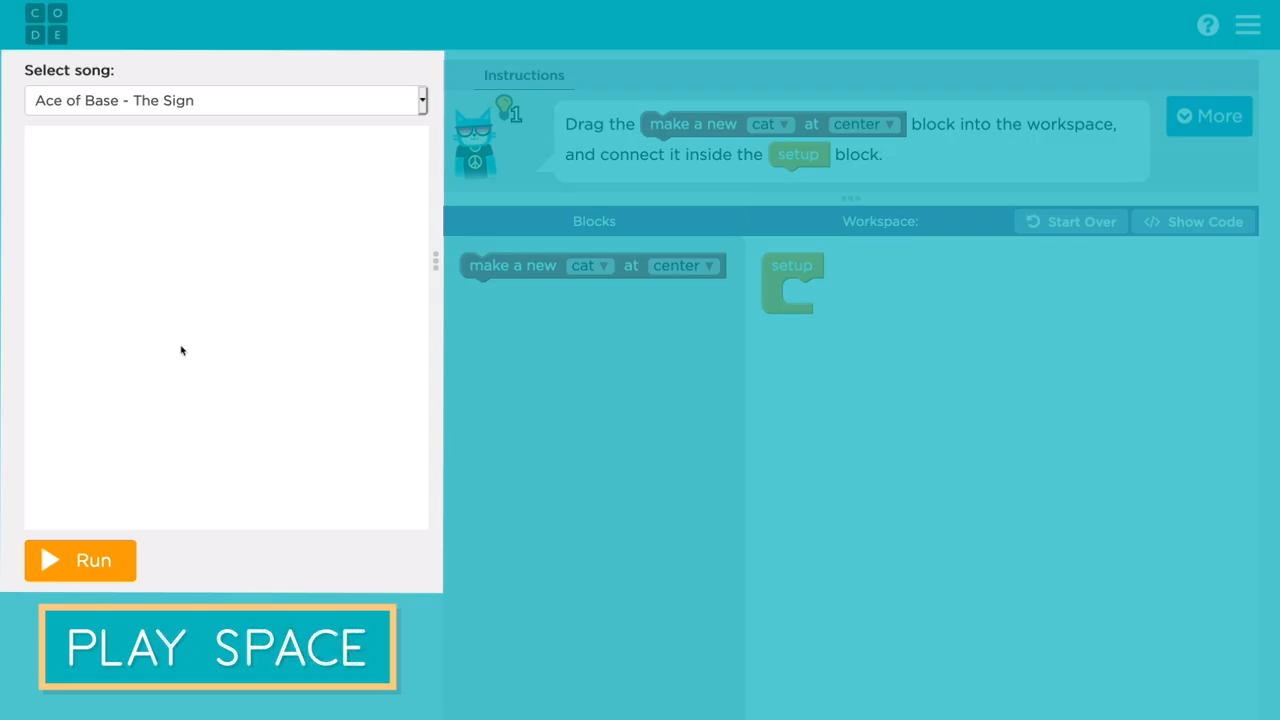 C O
D E
Select song:
Ace of Base - The Sign
Instructions
1
Drag the make a new cat at center block into the workspace,
and connect it inside the setup block.
More
Blocks
Workspace:
Start Over
</> Show Code
make a new cat at center
setup
Run
PLAY SPACE